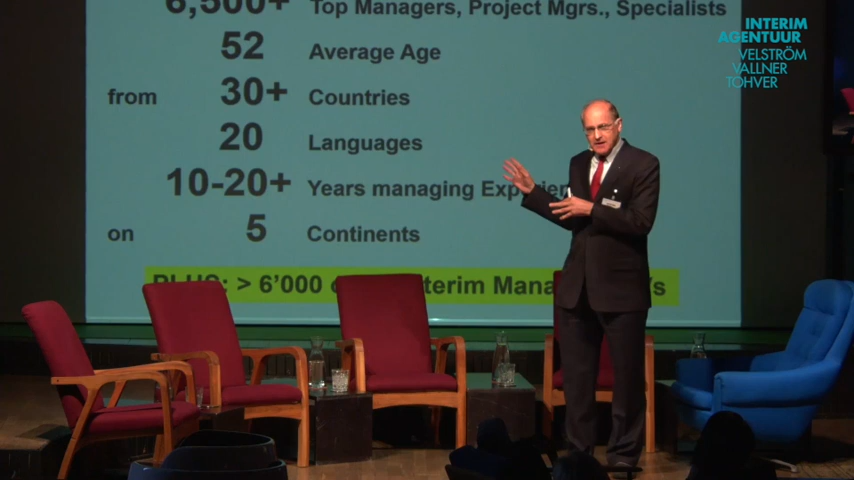 INTERIM
AGENTUUR
VELSTRÖM
VALLNER
TOHVER
6,500+ Top Managers, Project Mgrs., Specialists
52 Average Age
from 30+ Countries
20 Languages
10-20+ Years managing
on 5 Continents
PLUS: > 6'000